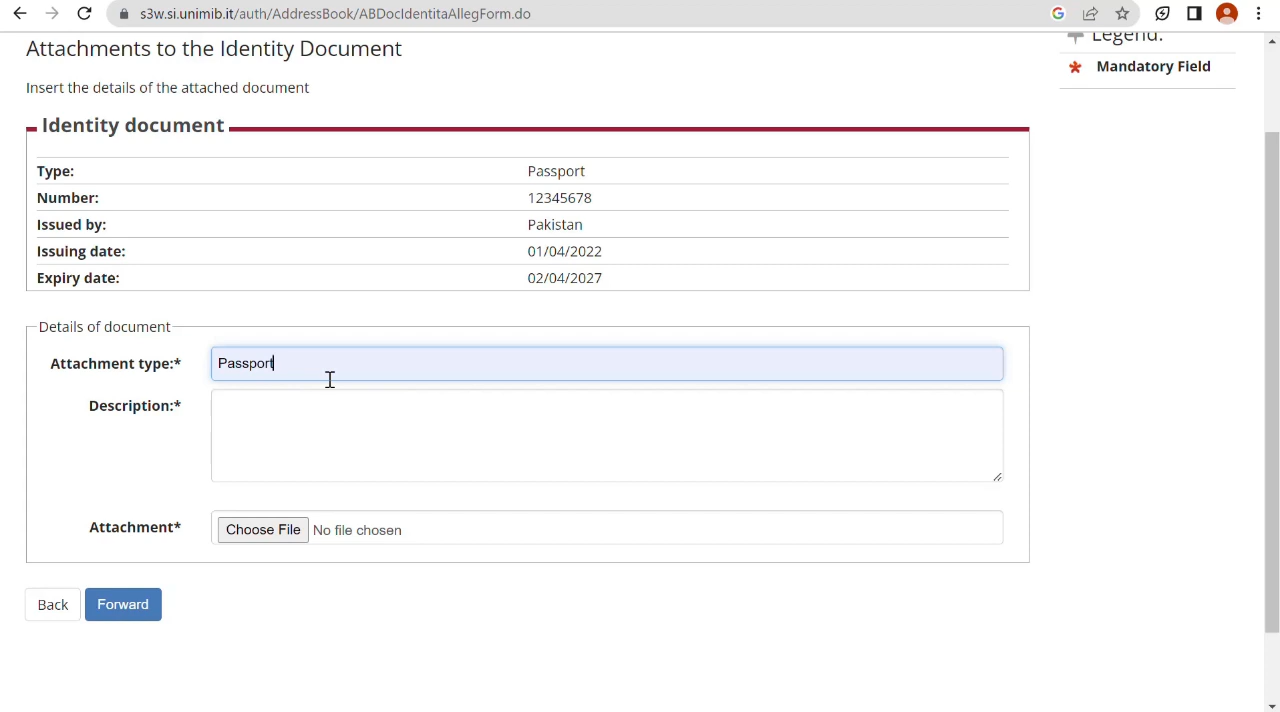 s3w.si.unimib.it/auth/AddressBook/ABDocIdentitaAllegForm.do
Attachments to the Identity Document
Legend:
Mandatory Field
Insert the details of the attached document
Identity document
Type: Passport
Number: 12345678
Issued by: Pakistan
Issuing date: 01/04/2022
Expiry date: 02/04/2027
Details of document
Attachment type:* Passport
Description:*
Attachment* Choose File No file chosen
Back Forward